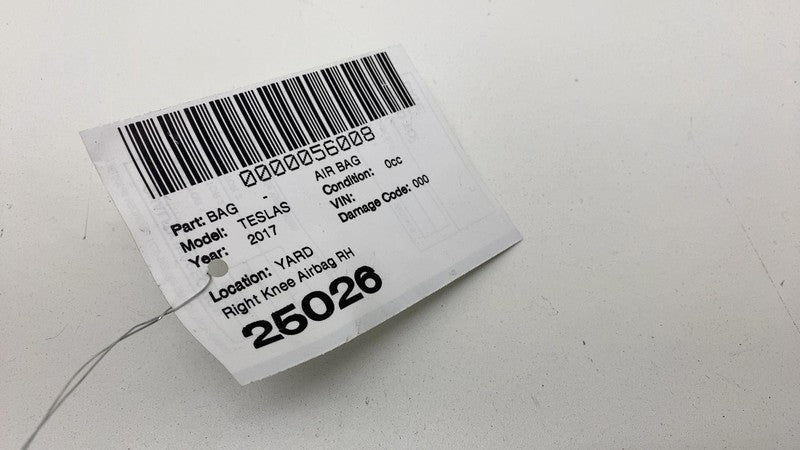 0000056008
Part: BAG - AIR BAG
Model: TESLAS Condition: 0cc
Year: 2017 VIN:
Damage Code: 000
Location: YARD
Right Knee Airbag RH
25026